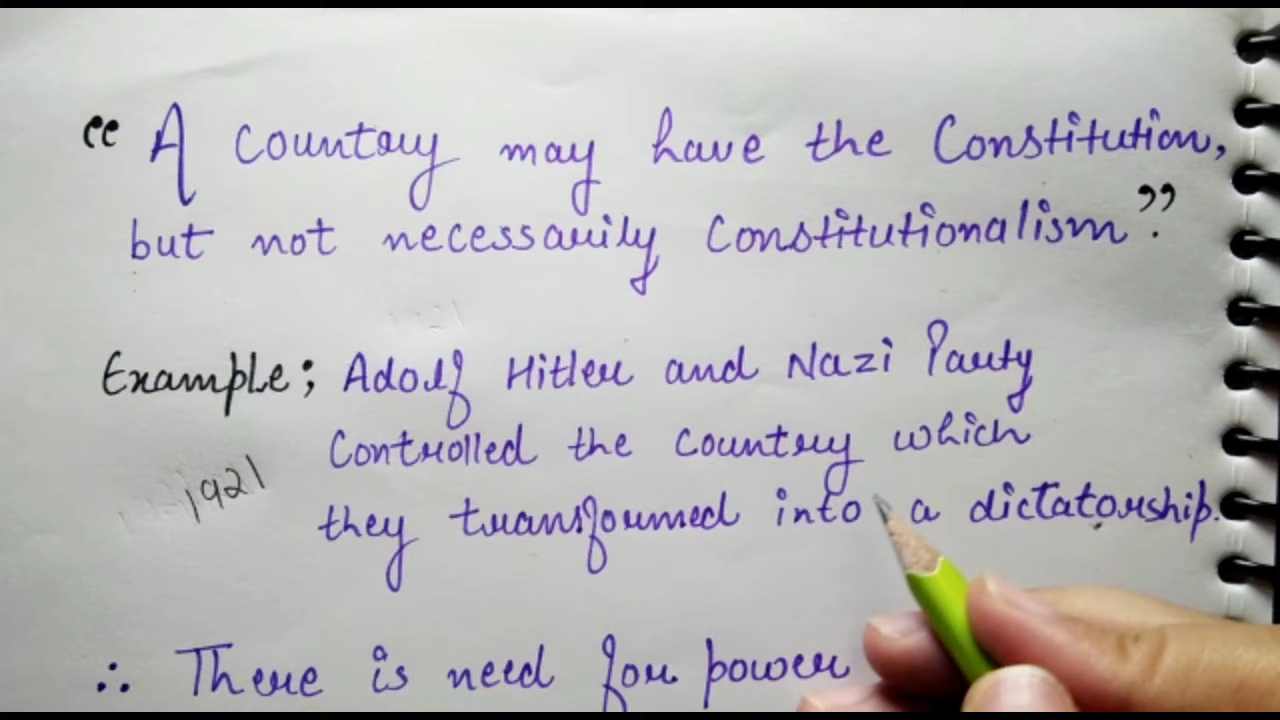 “ A Country may have the Constitution,
but not necessarily Constitutionalism”.
Example; Adolf Hitler and Nazi Party
Controlled the country which
1921
they transformed into a dictatorship.
∴ There is need for power